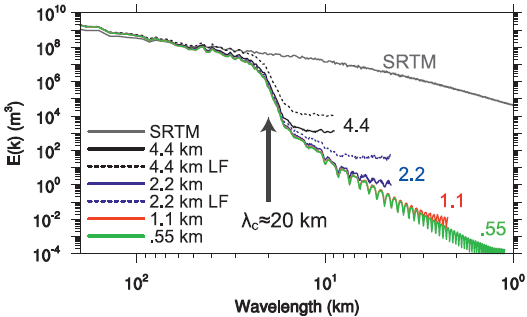 10^10
10^8
10^6
10^4
10^2
10^0
10^-2
10^-4
E(k) (m^3)
SRTM
4.4
2.2
1.1
.55
SRTM
4.4 km
4.4 km LF
2.2 km
2.2 km LF
1.1 km
.55 km
λc≈20 km
10^2
10^1
10^0
Wavelength (km)